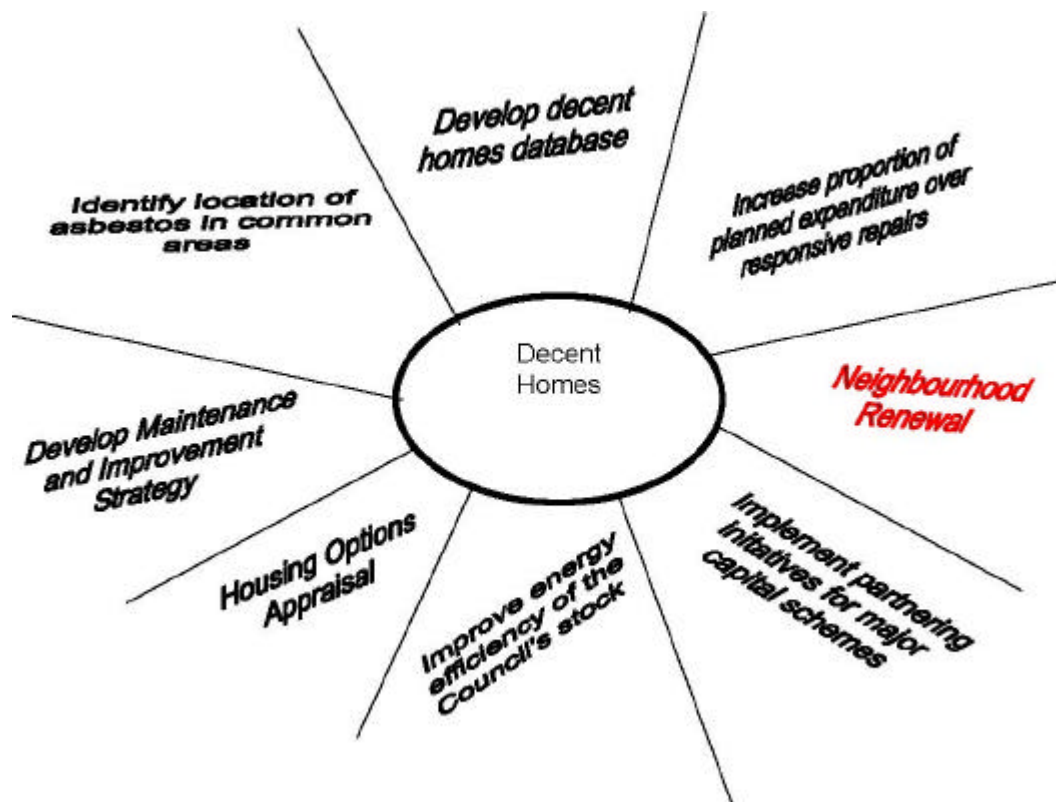 Develop decent
homes database
Increase proportion of
planned expenditure over
responsive repairs
Identify location of
asbestos in common
areas
Decent
Homes
Neighbourhood
Renewal
Develop Maintenance
and Improvement
Strategy
Housing Options
Appraisal
Improve energy
efficiency of the
Council's stock
Implement partnering
initatives for major
capital schemes